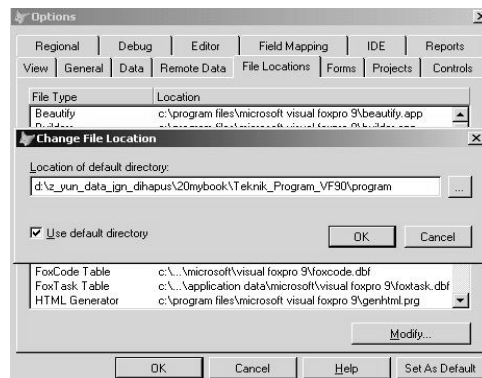 Options
Regional Debug Editor Field Mapping IDE Reports
View General Data Remote Data File Locations Forms Projects Controls
File Type Location
Beautify c:\program files\microsoft visual foxpro 9\beautify.app
Change File Location
Location of default directory:
d:\z_yun_data_jgn_dihapus\20mybook\Teknik_Program_VF90\program
...
Use default directory
OK Cancel
FoxCode Table c:\...\microsoft\visual foxpro 9\foxcode.dbf
FoxTask Table c:\...\application data\microsoft\visual foxpro 9\foxtask.dbf
HTML Generator c:\program files\microsoft visual foxpro 9\genhtml.prg
Modify...
OK Cancel Help Set As Default